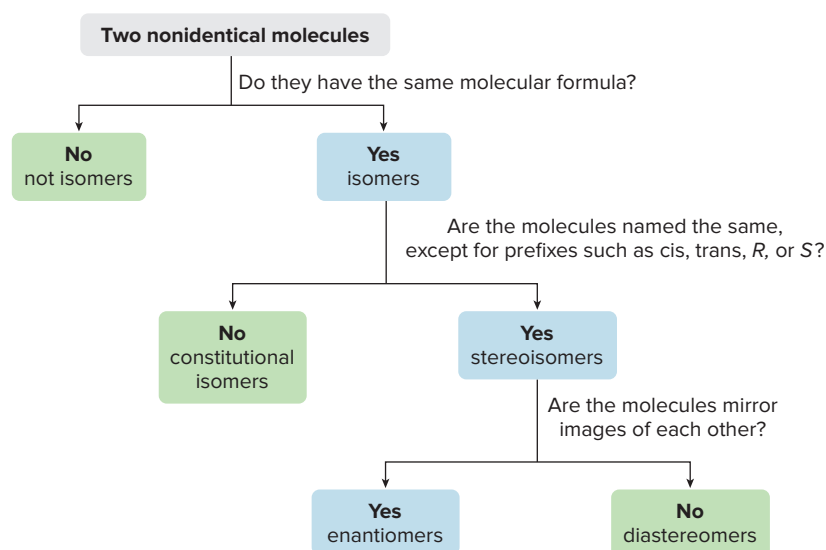 Two nonidentical molecules
Do they have the same molecular formula?
No
not isomers
Yes
isomers
Are the molecules named the same,
except for prefixes such as cis, trans, R, or S?
No
constitutional
isomers
Yes
stereoisomers
Are the molecules mirror
images of each other?
Yes
enantiomers
No
diastereomers